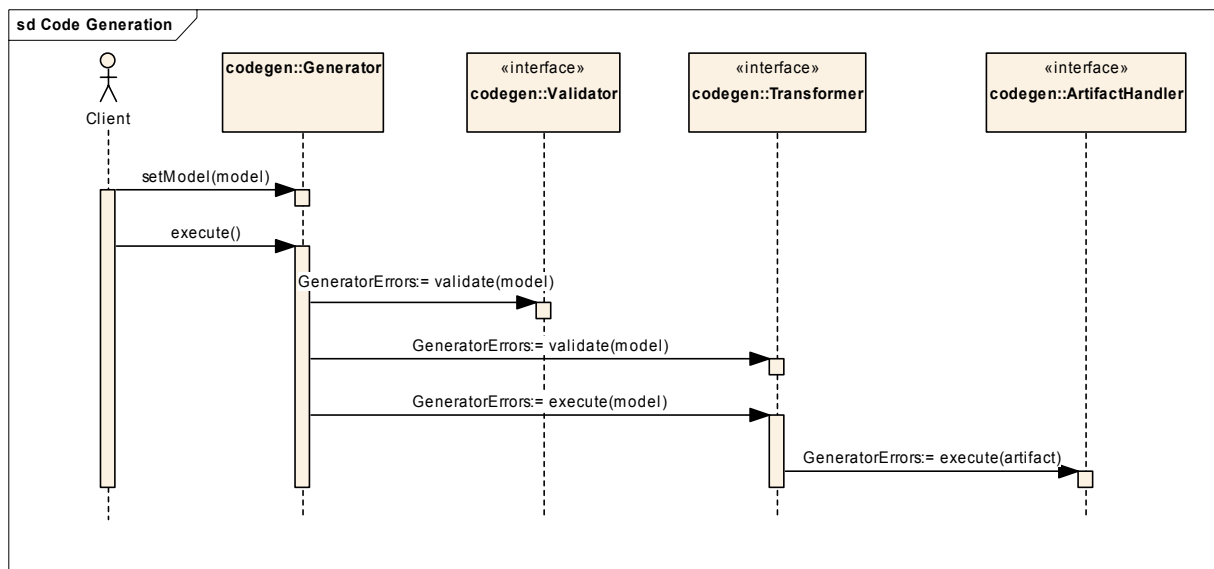 sd Code Generation
Client
codegen::Generator
«interface»
codegen::Validator
«interface»
codegen::Transformer
«interface»
codegen::ArtifactHandler
setModel(model)
execute()
GeneratorErrors:= validate(model)
GeneratorErrors:= validate(model)
GeneratorErrors:= execute(model)
GeneratorErrors:= execute(artifact)